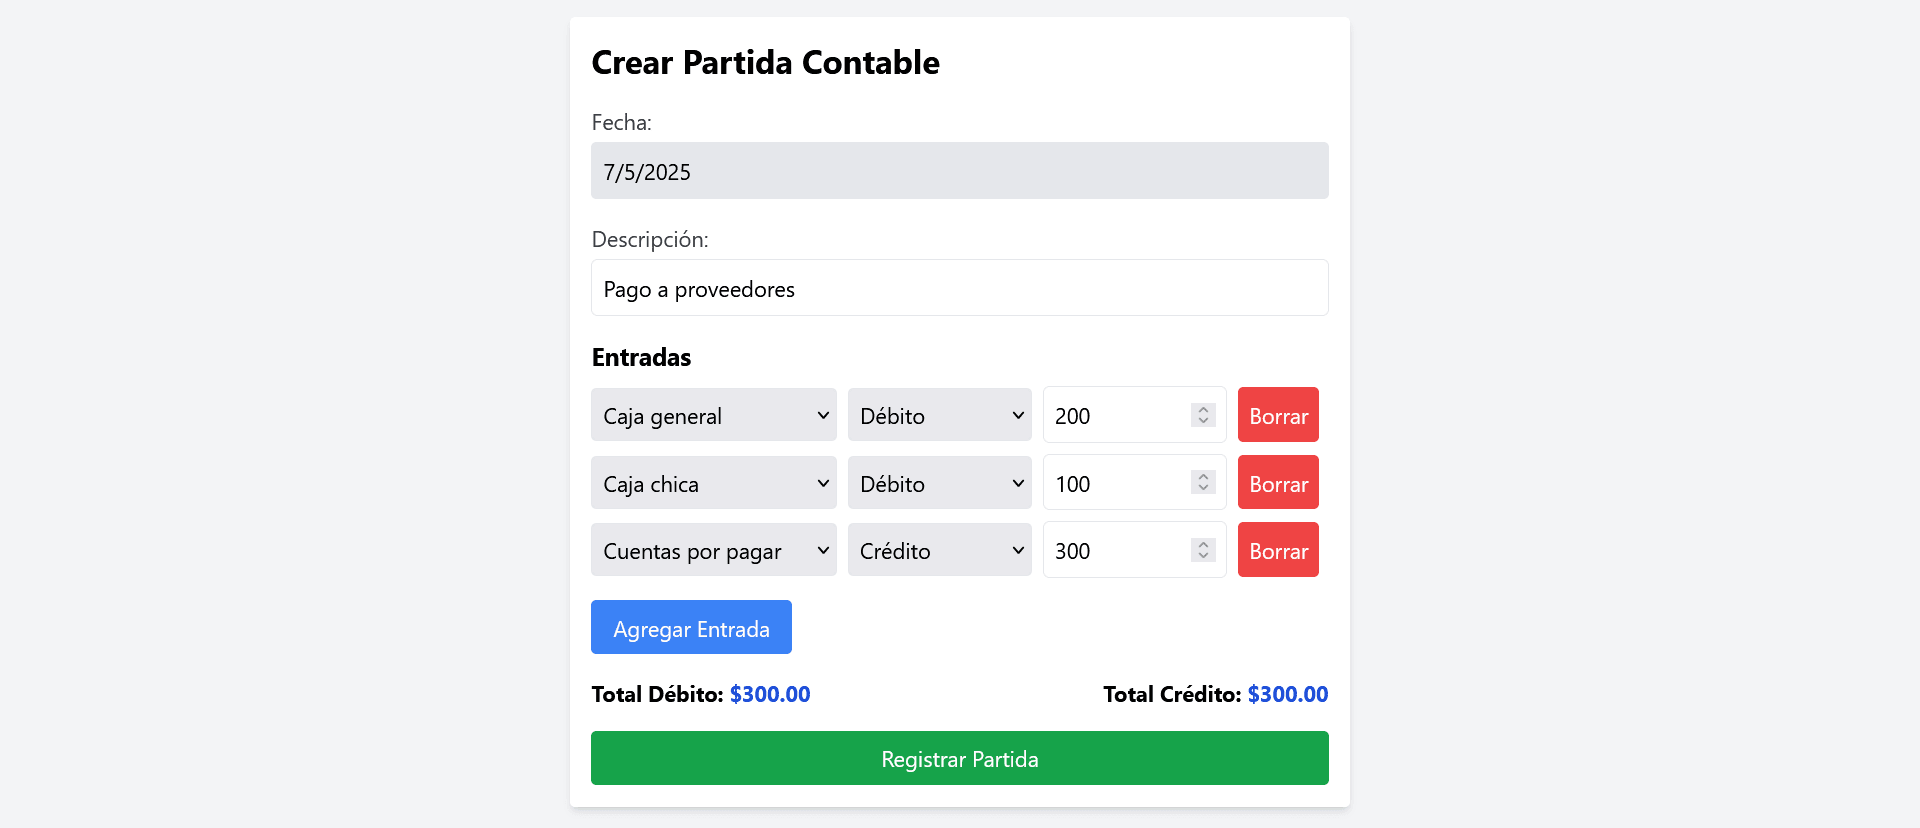 Crear Partida Contable
Fecha:
7/5/2025
Descripción:
Pago a proveedores
Entradas
Caja general Débito 200 Borrar
Caja chica Débito 100 Borrar
Cuentas por pagar Crédito 300 Borrar
Agregar Entrada
Total Débito: $300.00 Total Crédito: $300.00
Registrar Partida